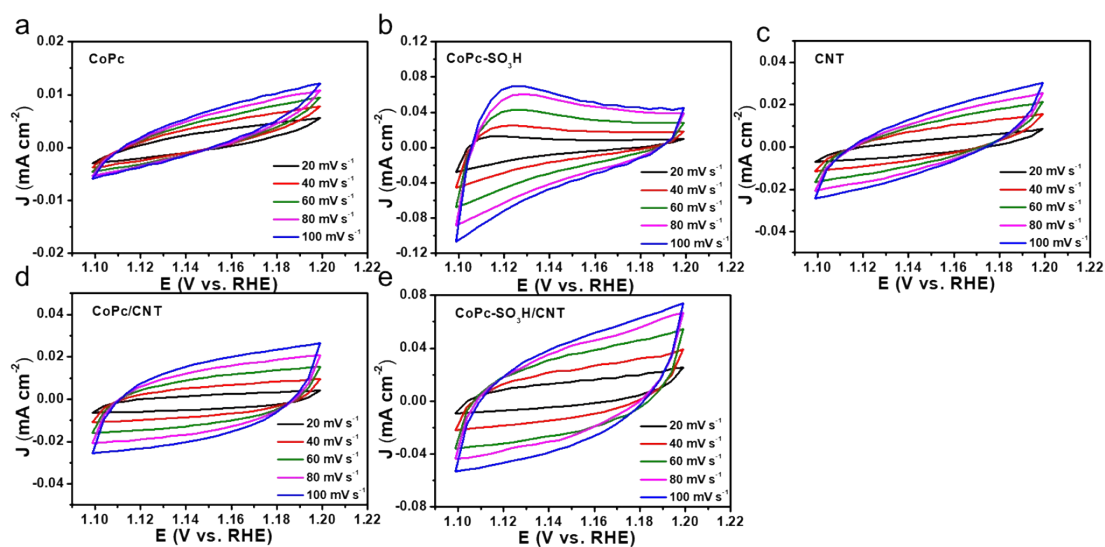 a
CoPc
J (mA cm⁻²)
0.02
0.01
0.00
-0.01
-0.02
20 mV s⁻¹
40 mV s⁻¹
60 mV s⁻¹
80 mV s⁻¹
100 mV s⁻¹
1.10 1.12 1.14 1.16 1.18 1.20 1.22
E (V vs. RHE)
b
CoPc-SO₃H
J (mA cm⁻²)
0.12
0.08
0.04
0.00
-0.04
-0.08
-0.12
20 mV s⁻¹
40 mV s⁻¹
60 mV s⁻¹
80 mV s⁻¹
100 mV s⁻¹
1.10 1.12 1.14 1.16 1.18 1.20 1.22
E (V vs. RHE)
c
CNT
J (mA cm⁻²)
0.04
0.02
0.00
-0.02
-0.04
20 mV s⁻¹
40 mV s⁻¹
60 mV s⁻¹
80 mV s⁻¹
100 mV s⁻¹
1.10 1.12 1.14 1.16 1.18 1.20 1.22
E (V vs. RHE)
d
CoPc/CNT
J (mA cm⁻²)
0.04
0.02
0.00
-0.02
-0.04
20 mV s⁻¹
40 mV s⁻¹
60 mV s⁻¹
80 mV s⁻¹
100 mV s⁻¹
1.10 1.12 1.14 1.16 1.18 1.20 1.22
E (V vs. RHE)
e
CoPc-SO₃H/CNT
J (mA cm⁻²)
0.08
0.04
0.00
-0.04
-0.08
20 mV s⁻¹
40 mV s⁻¹
60 mV s⁻¹
80 mV s⁻¹
100 mV s⁻¹
1.10 1.12 1.14 1.16 1.18 1.20 1.22
E (V vs. RHE)